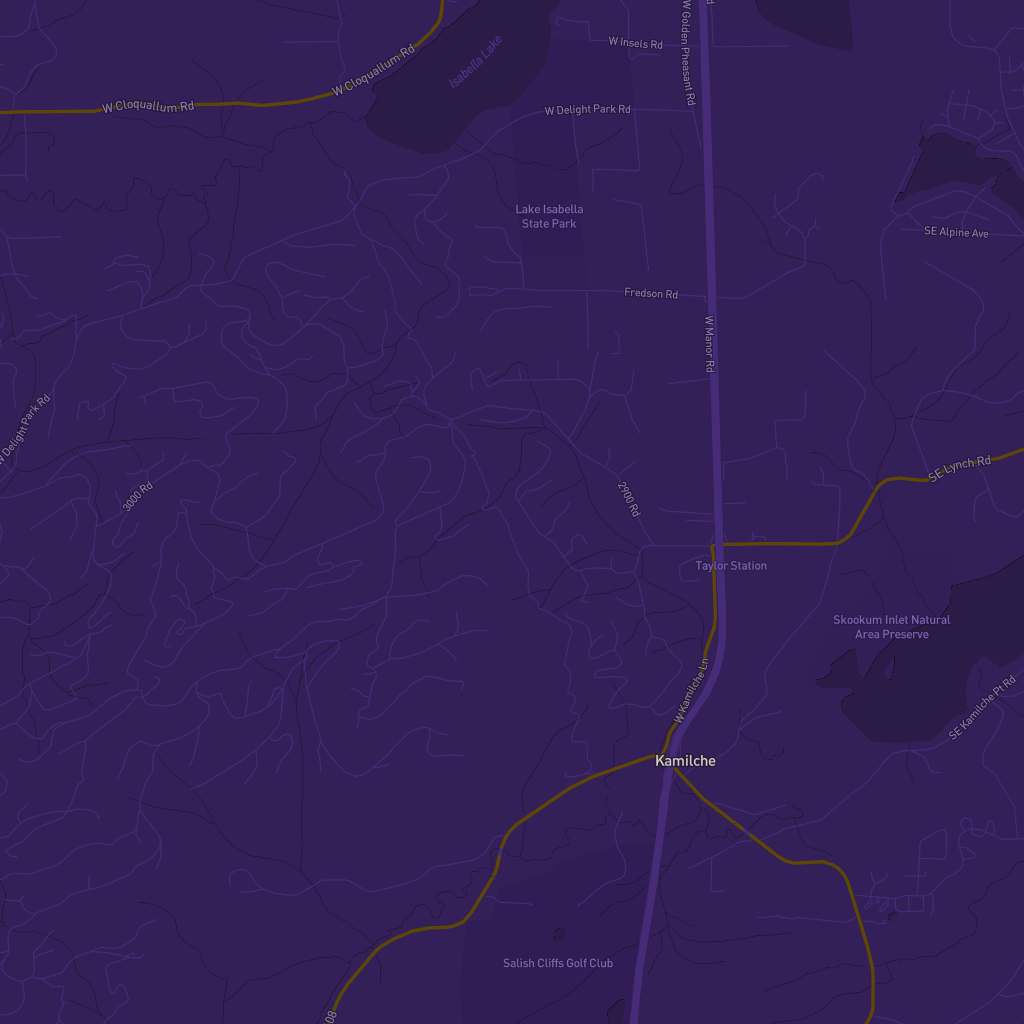 W Golden Pheasant Rd
Rd
W Insels Rd
Isabella Lake
W Cloquallum Rd
W Cloquallum Rd
W Delight Park Rd
Lake Isabella
State Park
SE Alpine Ave
Fredson Rd
W Manor Rd
W Delight Park Rd
SE Lynch Rd
3000 Rd
2900 Rd
Taylor Station
Skookum Inlet Natural
Area Preserve
W Kamilche Ln
SE Kamilche Pt Rd
Kamilche
Salish Cliffs Golf Club
08